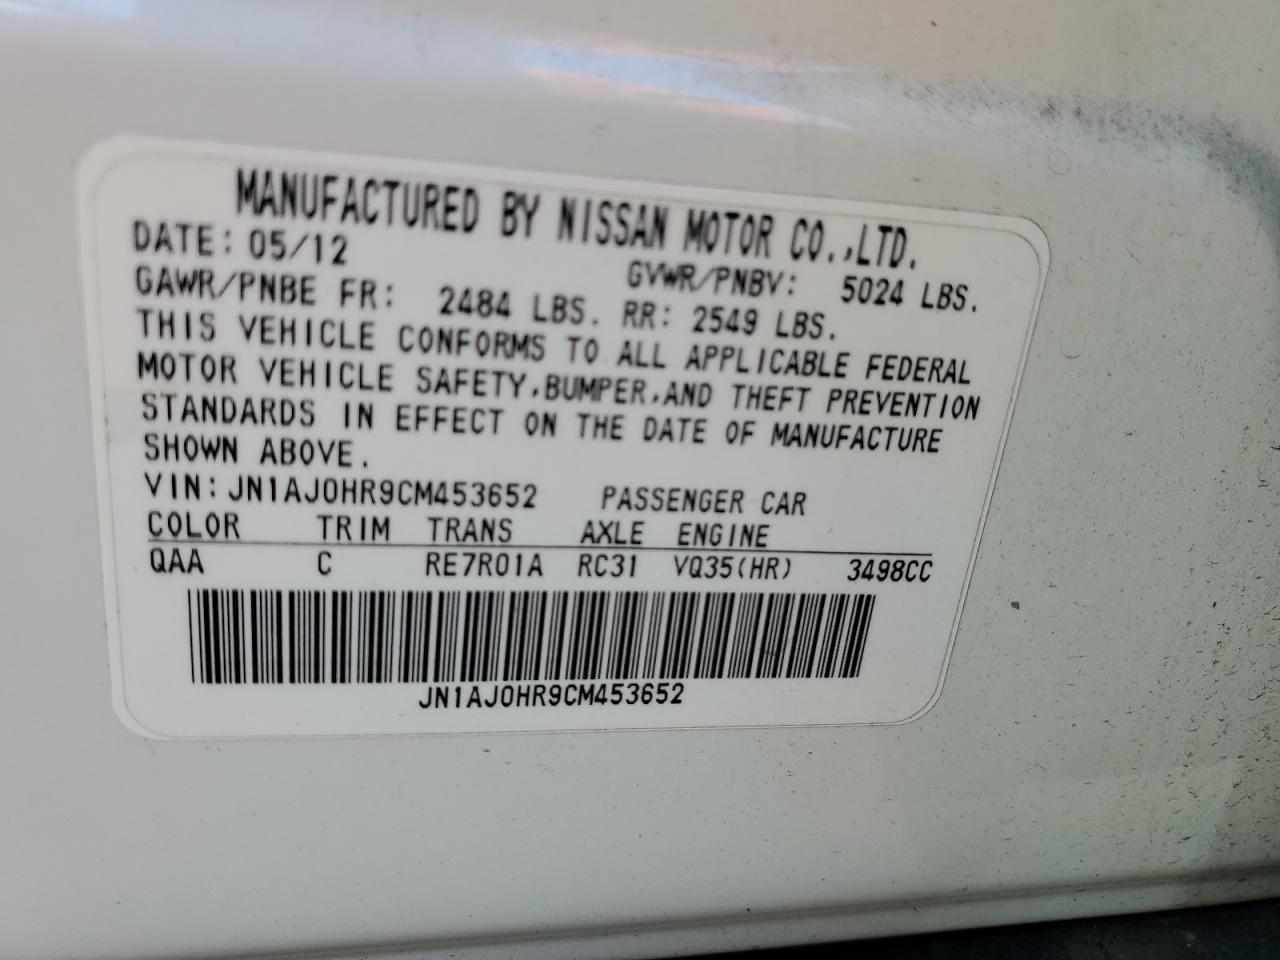 MANUFACTURED BY NISSAN MOTOR CO.,LTD.
DATE: 05/12 GVWR/PNBV: 5024 LBS.
GAWR/PNBE FR: 2484 LBS. RR: 2549 LBS.
THIS VEHICLE CONFORMS TO ALL APPLICABLE FEDERAL
MOTOR VEHICLE SAFETY,BUMPER,AND THEFT PREVENTION
STANDARDS IN EFFECT ON THE DATE OF MANUFACTURE
SHOWN ABOVE.
VIN: JN1AJ0HR9CM453652 PASSENGER CAR
COLOR TRIM TRANS AXLE ENGINE
QAA C RE7R01A RC31 VQ35(HR) 3498CC
JN1AJ0HR9CM453652